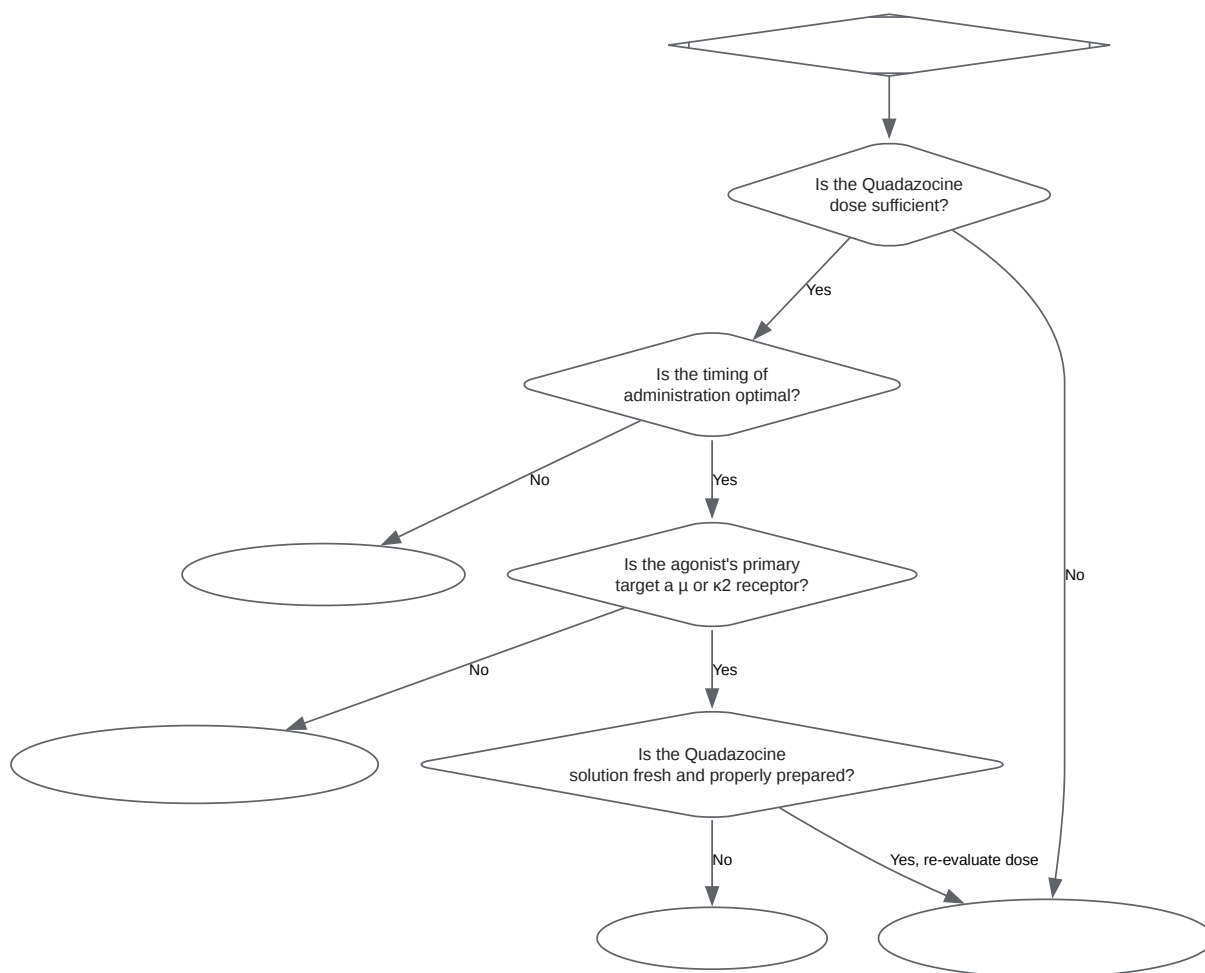 Is the Quadazocine
dose sufficient?
Yes
Is the timing of
administration optimal?
No
Yes
Is the agonist's primary
target a μ or κ2 receptor?
No
No
Yes
Is the Quadazocine
solution fresh and properly prepared?
No
Yes, re-evaluate dose